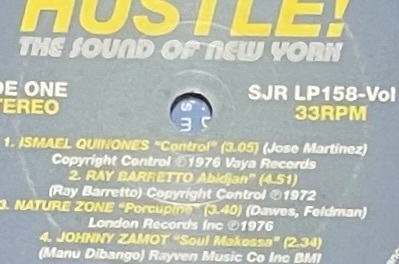 HUSTLE!
THE SOUND OF NEW YORK
DE ONE
TEREO
SJR LP158-Vol
33RPM
1. ISMAEL QUINONES "Control" (3.05) (Jose Martinez)
Copyright Control ℗1976 Vaya Records
2. RAY BARRETTO Abidjan" (4.51)
(Ray Barretto) Copyright Control ℗1972
3. NATURE ZONE "Porcupine" (3.40) (Dawes, Feldman)
London Records Inc ℗1976
4. JOHNNY ZAMOT "Soul Makossa" (2.34)
(Manu Dibango) Rayven Music Co Inc BMI